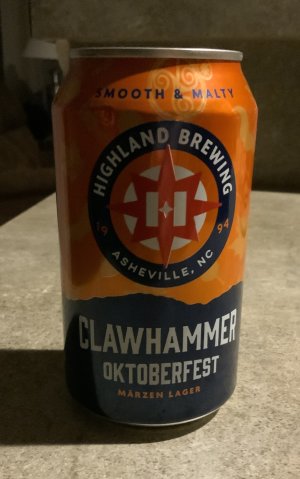 SMOOTH & MALTY
HIGHLAND BREWING
19 94
ASHEVILLE, NC
H
CLAWHAMMER
OKTOBERFEST
MÄRZEN LAGER